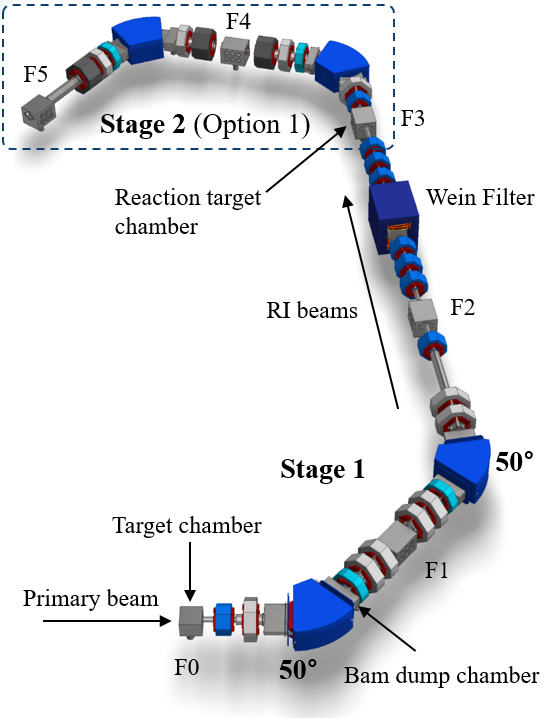 F4
F5
Stage 2 (Option 1)
F3
Reaction target
chamber
Wein Filter
RI beams
F2
Stage 1
50°
Target chamber
F1
Primary beam
F0
50°
Bam dump chamber